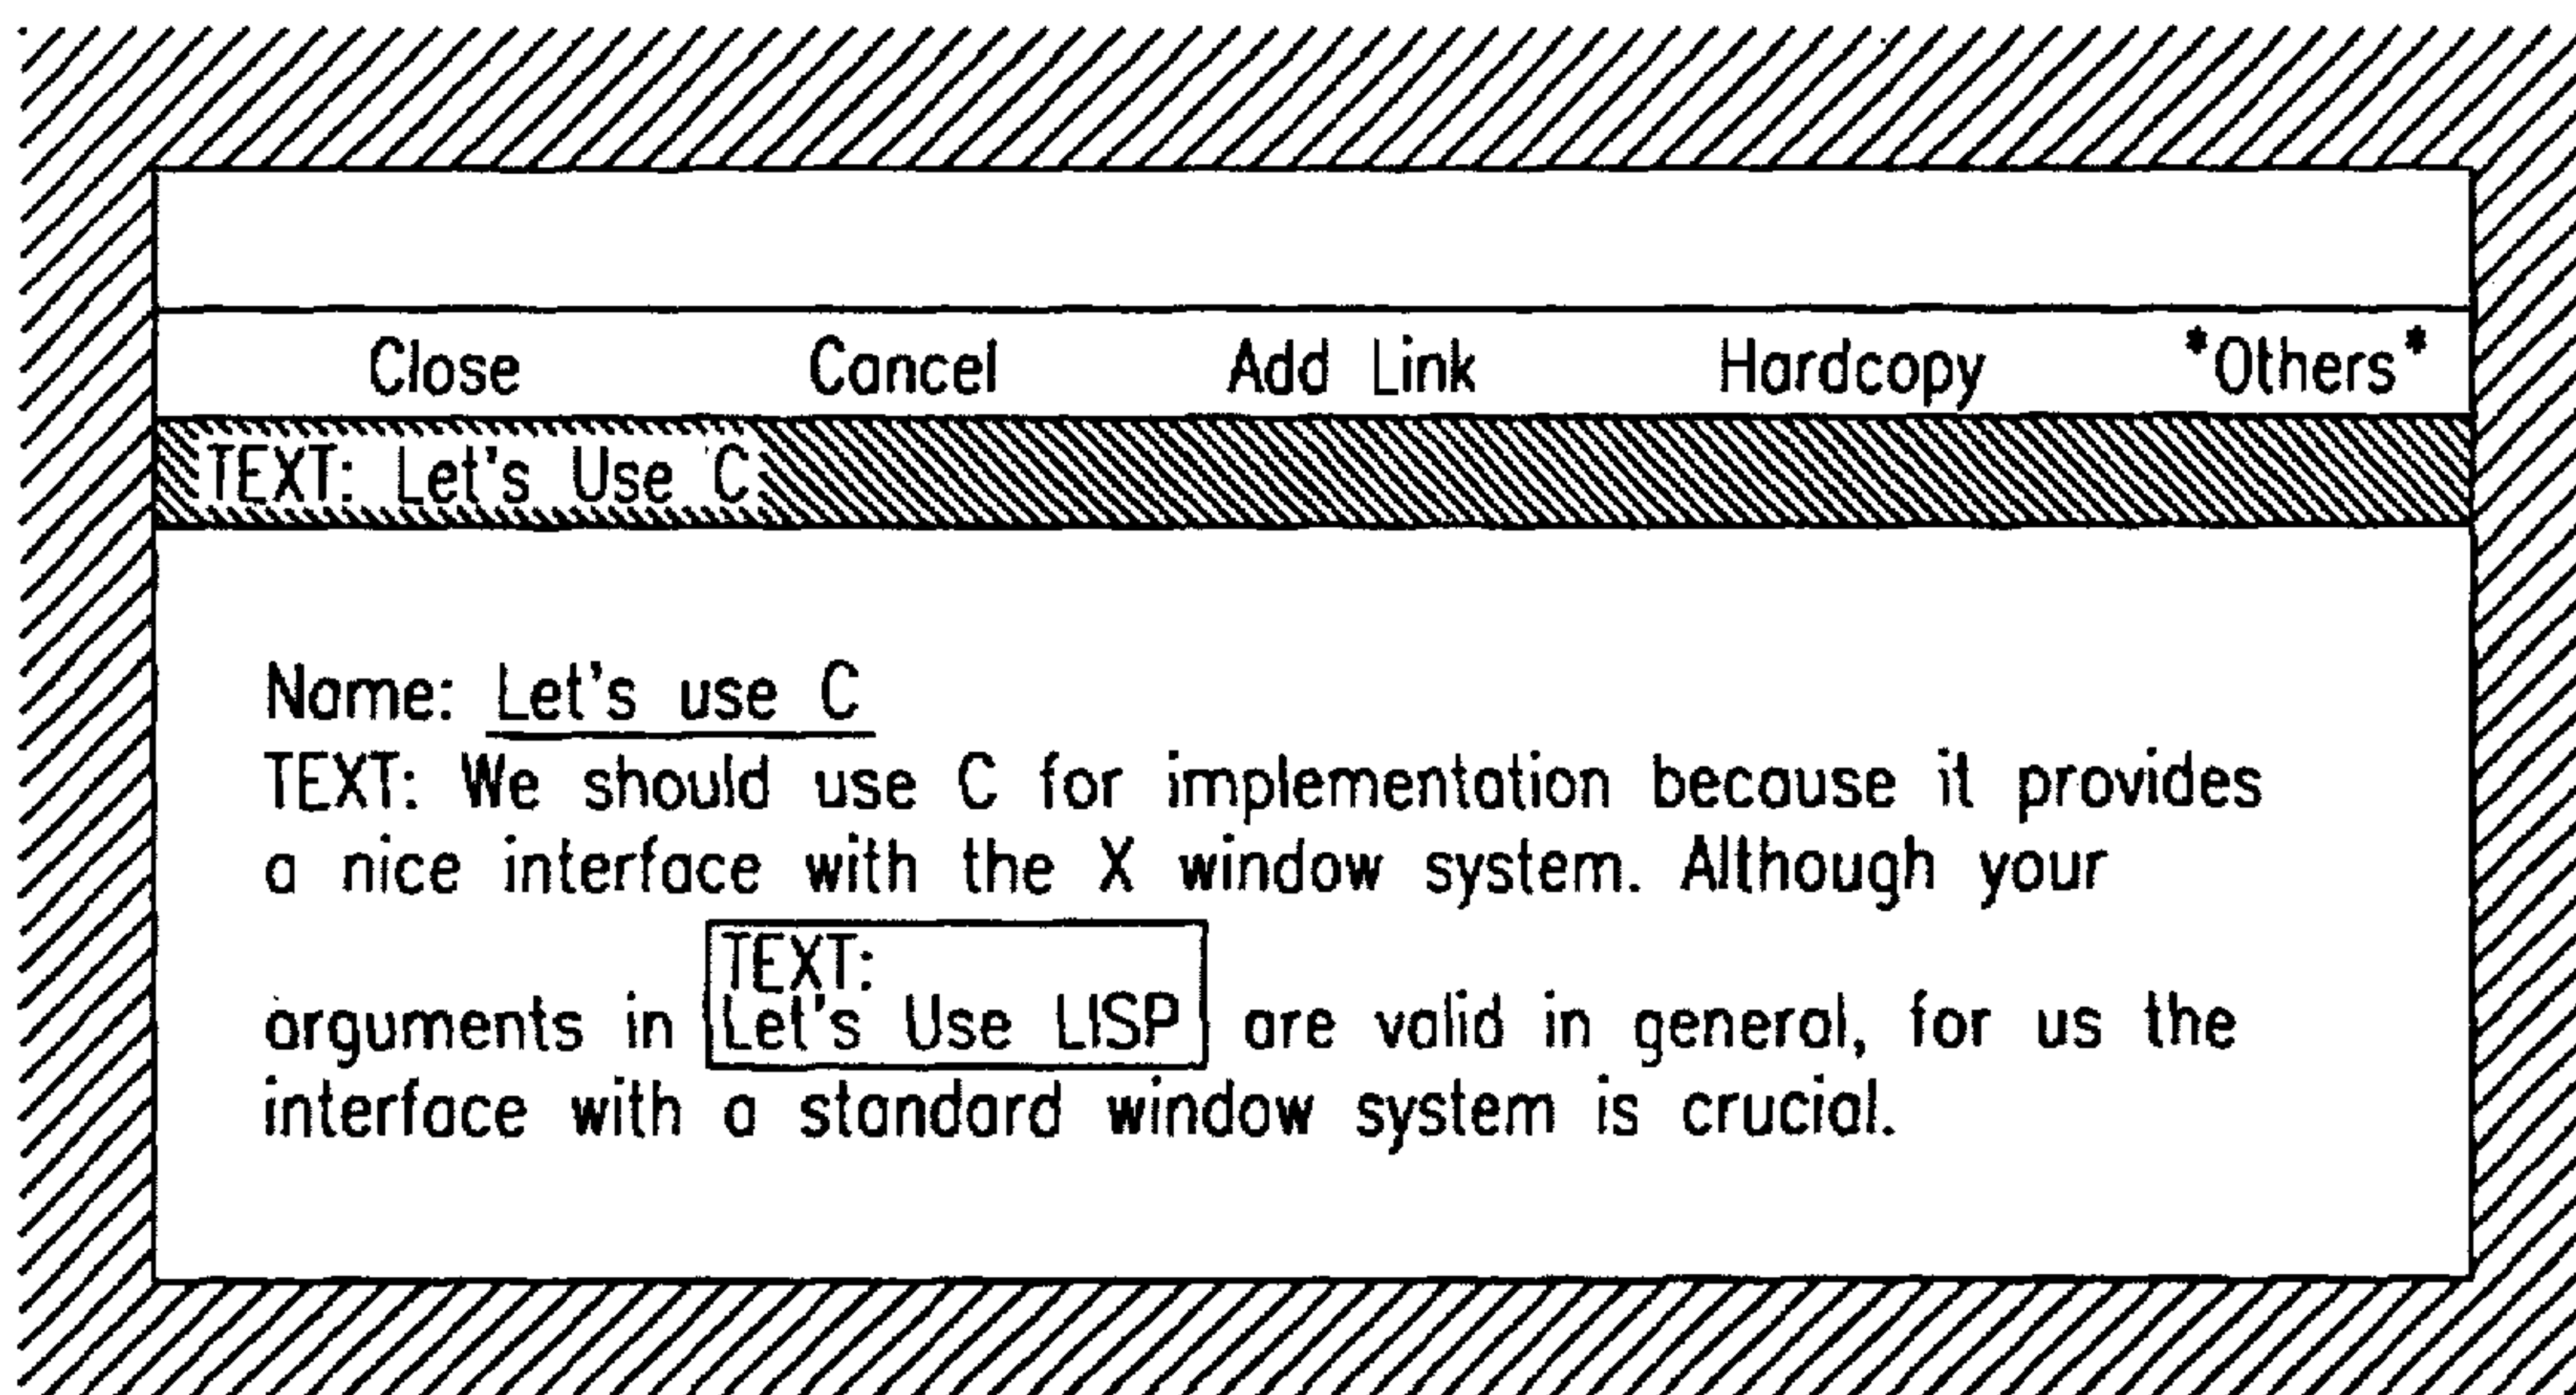 Close Cancel Add Link Hardcopy *Others*
TEXT: Let's Use C
Name: Let's use C
TEXT: We should use C for implementation because it provides
a nice interface with the X window system. Although your
TEXT:
arguments in Let's Use LISP are valid in general, for us the
interface with a standard window system is crucial.